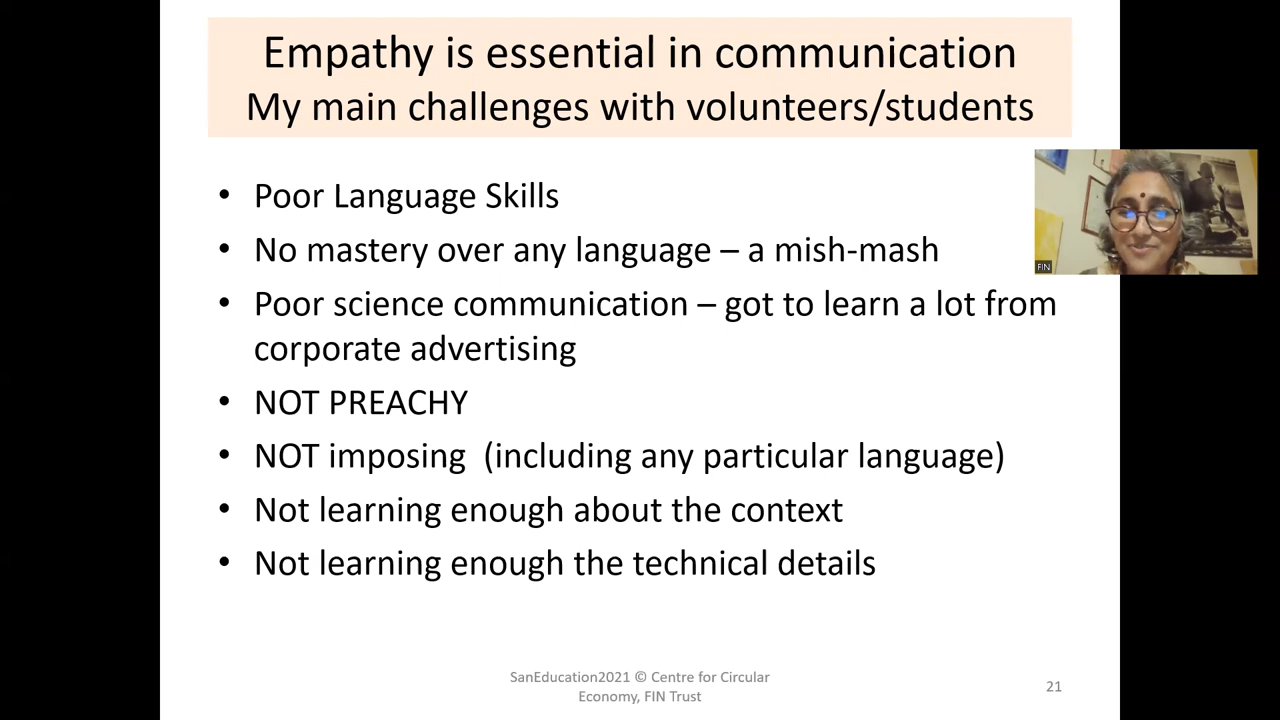 Empathy is essential in communication
My main challenges with volunteers/students
• Poor Language Skills
• No mastery over any language – a mish-mash
• Poor science communication – got to learn a lot from
corporate advertising
• NOT PREACHY
• NOT imposing  (including any particular language)
• Not learning enough about the context
• Not learning enough the technical details
FIN
SanEducation2021 © Centre for Circular
Economy, FIN Trust
21